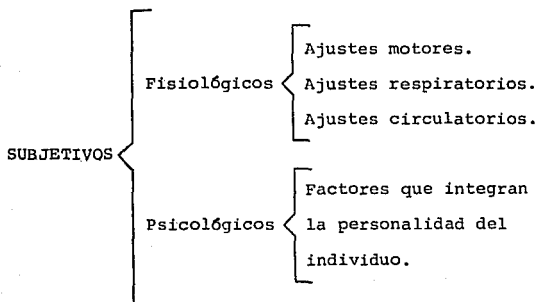 Ajustes motores.
Fisiológicos
Ajustes respiratorios.
Ajustes circulatorios.
SUBJETIVOS
Factores que integran
Psicológicos
la personalidad del
individuo.